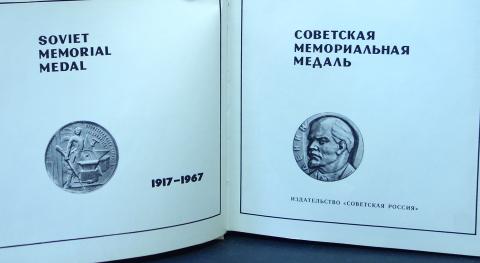 SOVIET
MEMORIAL
MEDAL
1917–1967
СОВЕТСКАЯ
МЕМОРИАЛЬНАЯ
МЕДАЛЬ
ИЗДАТЕЛЬСТВО «СОВЕТСКАЯ РОССИЯ»